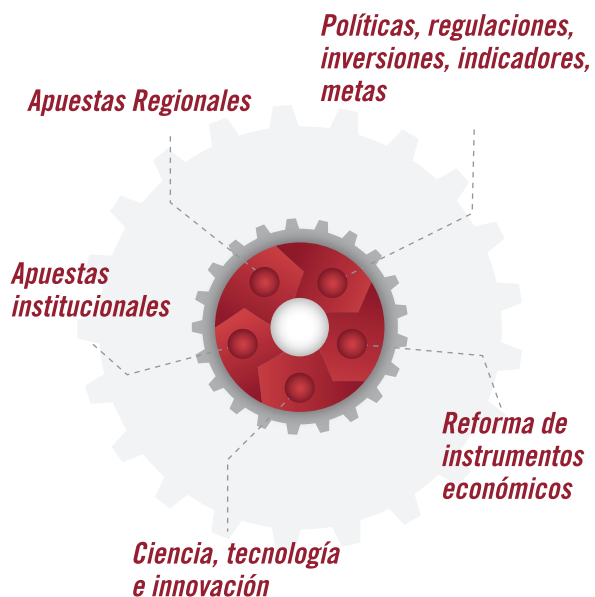 Políticas, regulaciones,
inversiones, indicadores,
metas
Apuestas Regionales
Apuestas
institucionales
Reforma de
instrumentos
económicos
Ciencia, tecnología
e innovación